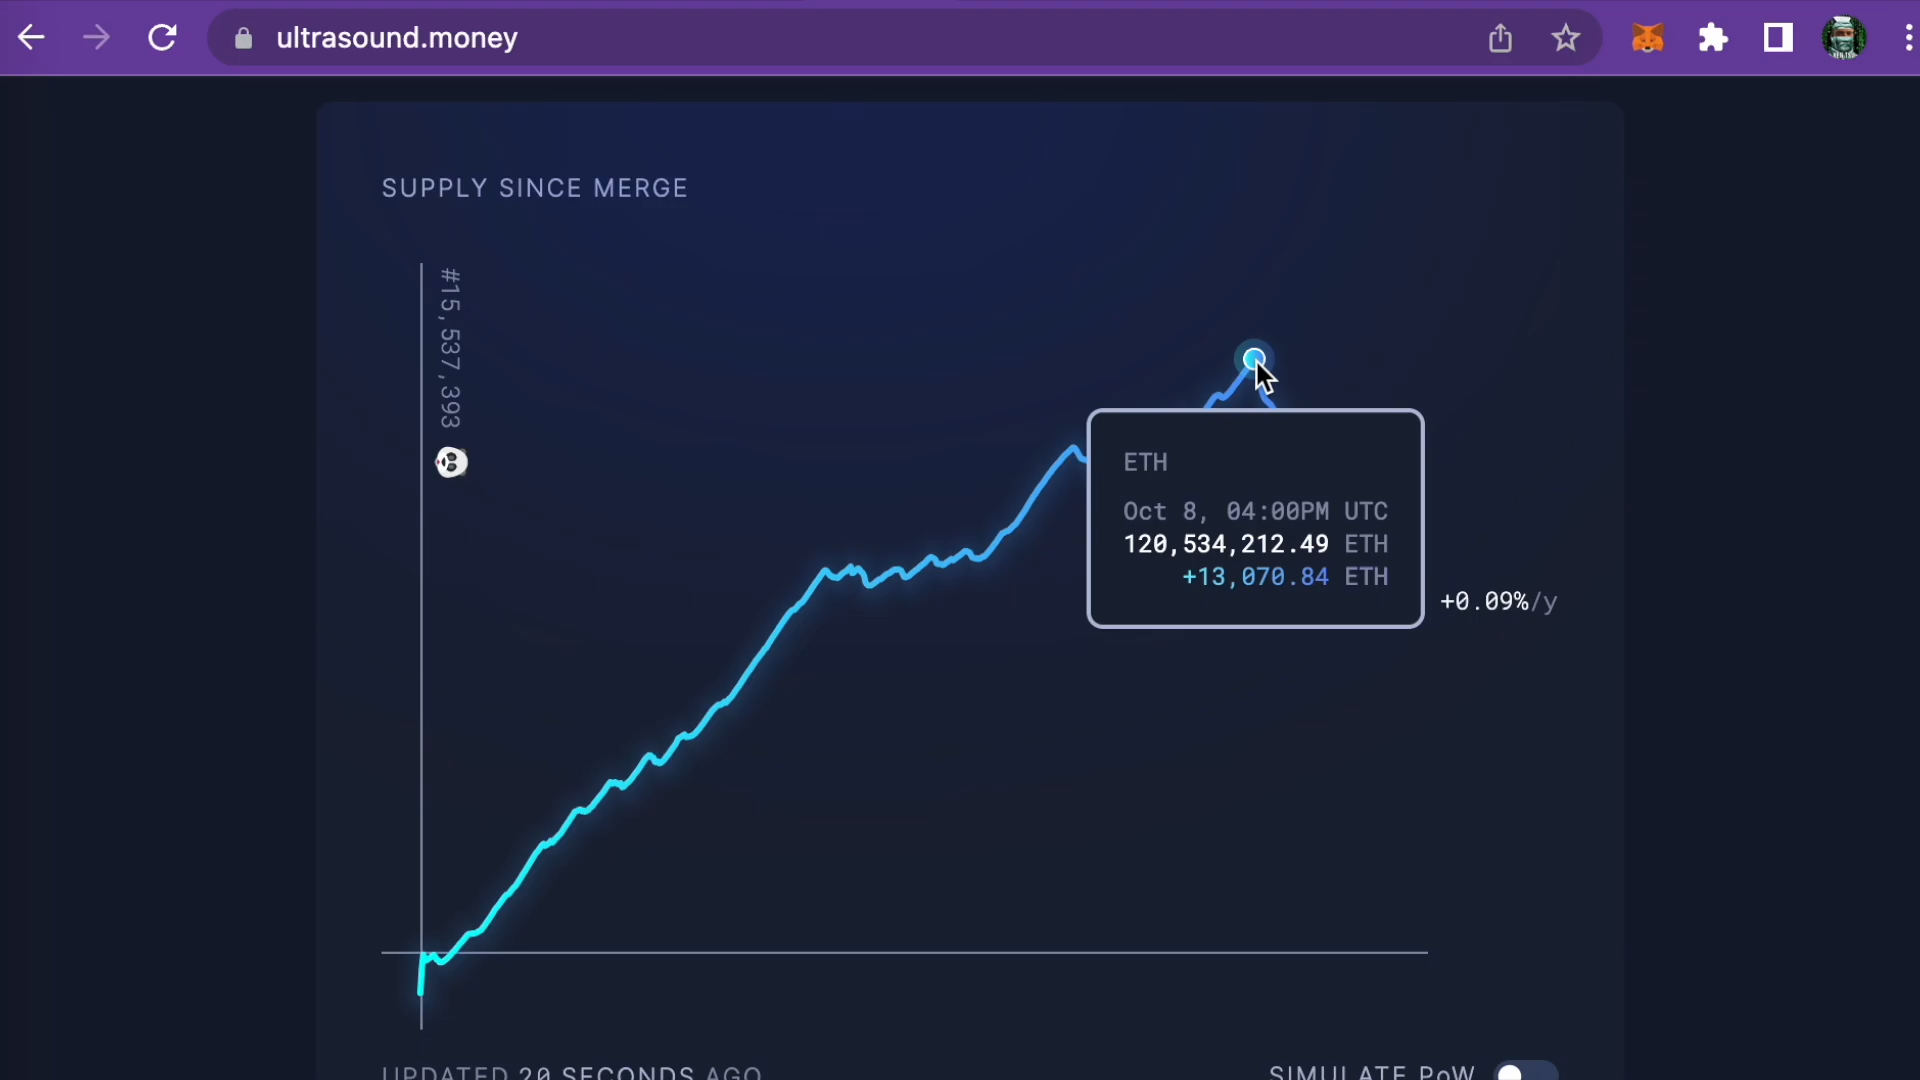 ultrasound.money
SUPPLY SINCE MERGE
#15,537,393
ETH
Oct 8, 04:00PM UTC
120,534,212.49 ETH
+13,070.84 ETH
+0.09%/y
UPDATED 20 SECONDS AGO
SIMULATE PoW